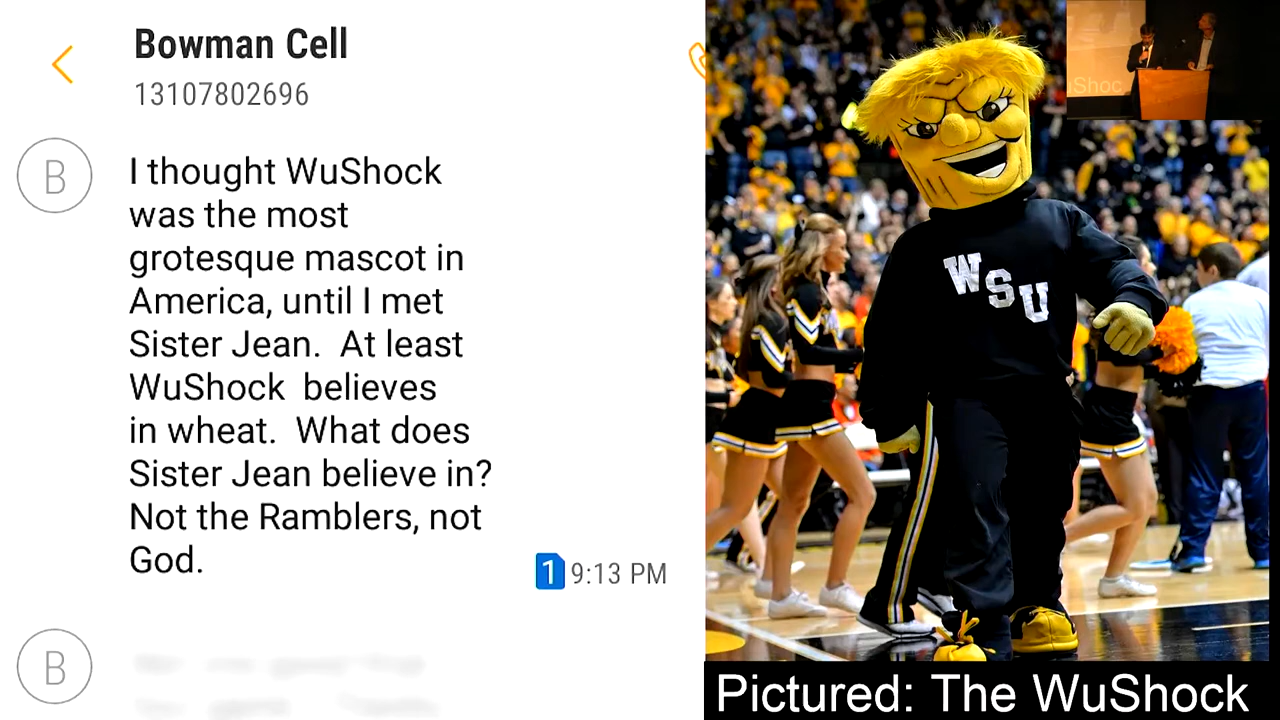 Bowman Cell
13107802696
B
I thought WuShock
was the most
grotesque mascot in
America, until I met
Sister Jean.  At least
WuShock  believes
in wheat.  What does
Sister Jean believe in?
Not the Ramblers, not
God.
1 9:13 PM
B
WSU
uShoc
Pictured: The WuShock